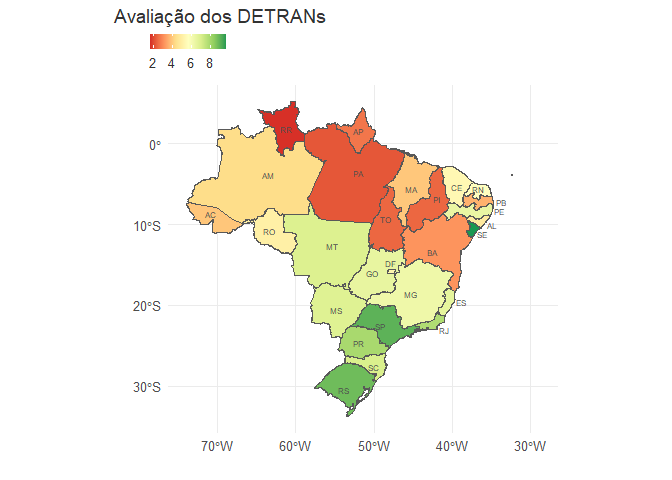 Avaliação dos DETRANs
2 4 6 8
RR
AP
0°
AM
PA
MA
CE
RN
PI
PB
PE
AC
TO
AL
10°S
RO
SE
MT
BA
DF
GO
MG
ES
20°S
MS
SP
RJ
PR
SC
30°S
RS
70°W 60°W 50°W 40°W 30°W